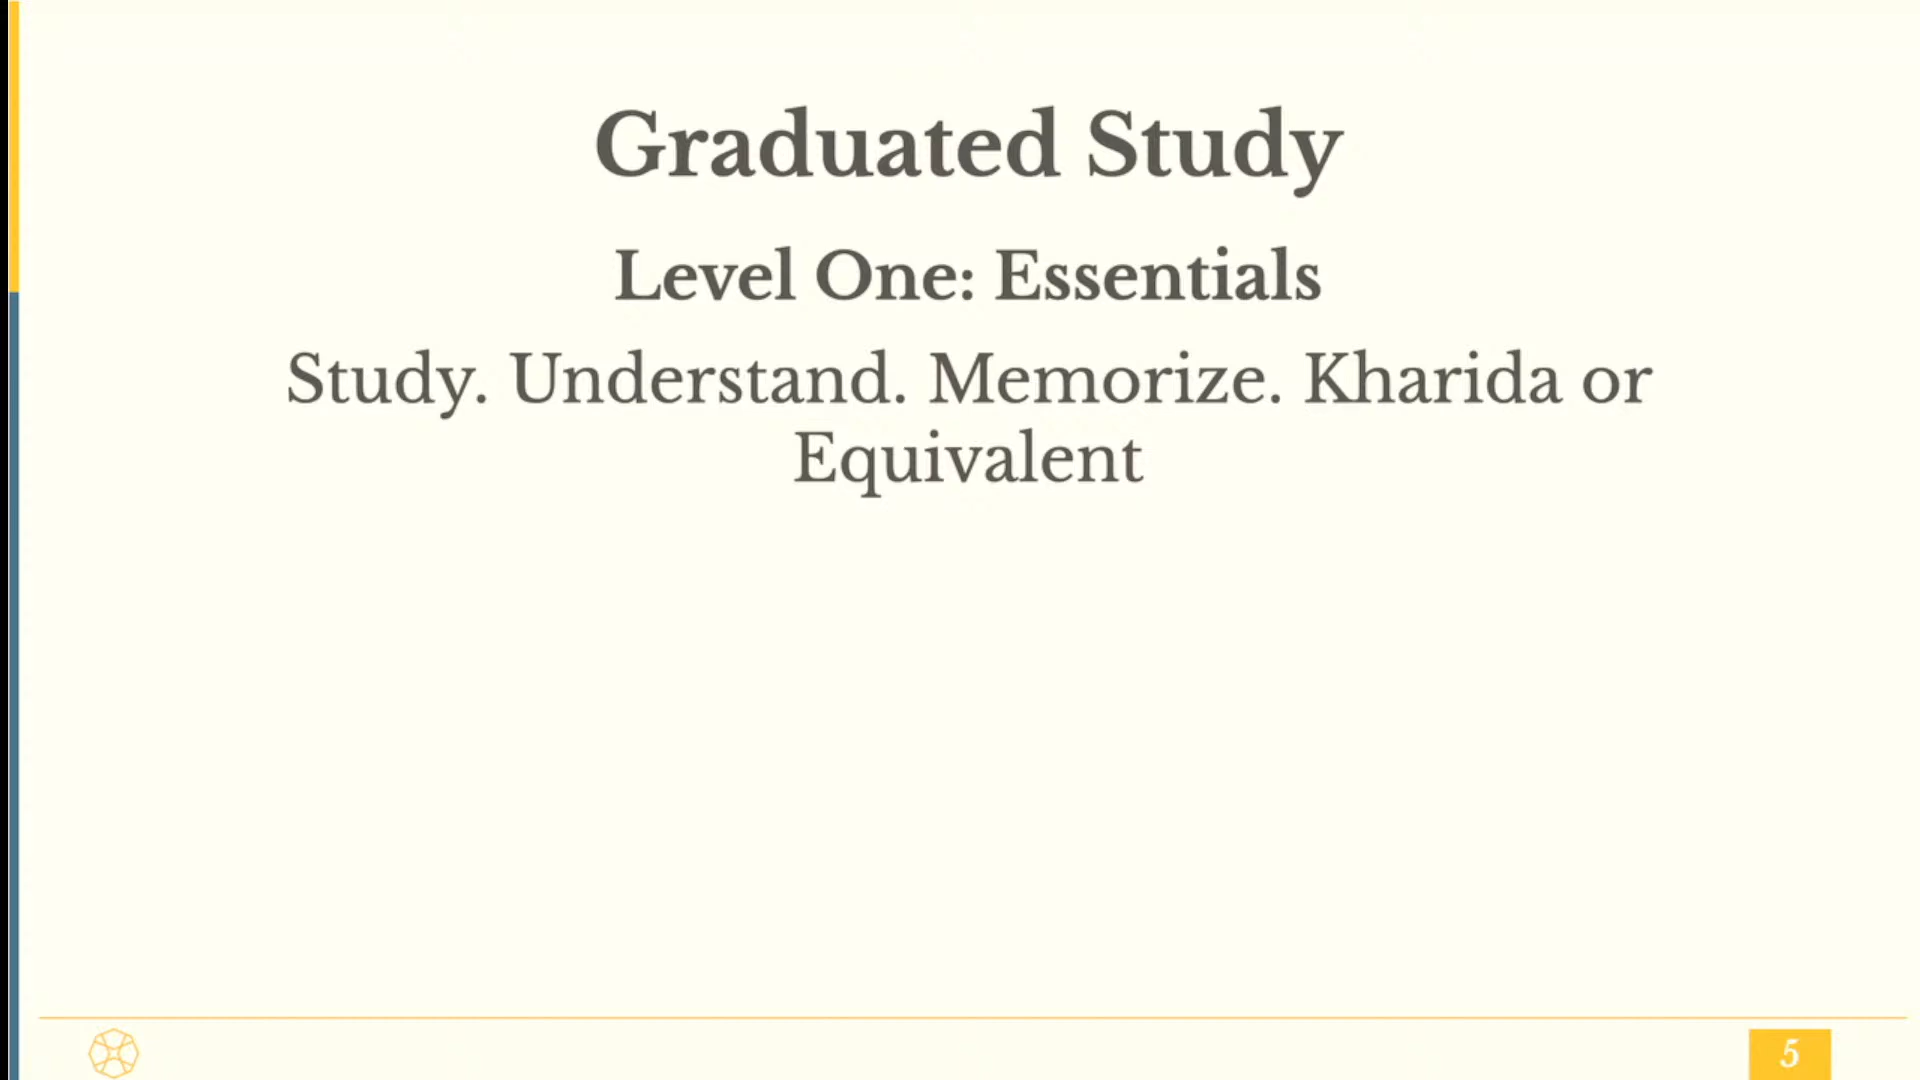 Graduated Study
Level One: Essentials
Study. Understand. Memorize. Kharida or
Equivalent
5